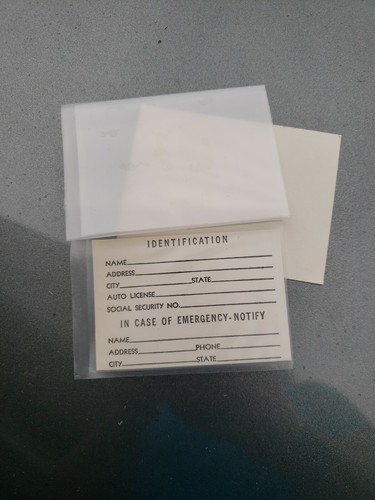 IDENTIFICATION
NAME
ADDRESS
CITY STATE
AUTO LICENSE
SOCIAL SECURITY NO.
IN CASE OF EMERGENCY-NOTIFY
NAME
ADDRESS PHONE
CITY STATE